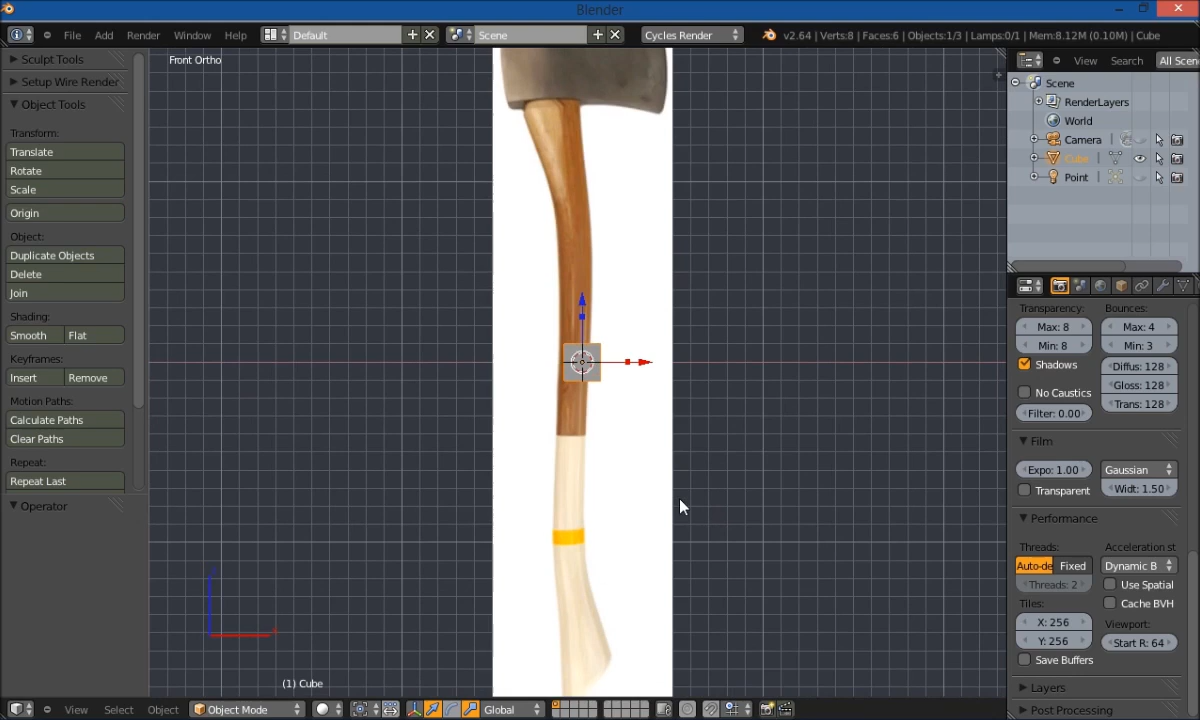 Blender
File Add Render Window Help Default Scene Cycles Render v2.64 | Verts:8 | Faces:6 | Objects:1/3 | Lamps:0/1 | Mem:8.12M (0.10M) | Cube
Sculpt Tools
Setup Wire Render
Object Tools
Transform:
Translate
Rotate
Scale
Origin
Object:
Duplicate Objects
Delete
Join
Shading:
Smooth Flat
Keyframes:
Insert Remove
Motion Paths:
Calculate Paths
Clear Paths
Repeat:
Repeat Last
Operator
Front Ortho
(1) Cube
View Select Object Object Mode Global
View Search All Scen
Scene
RenderLayers
World
Camera
Cube
Point
Transparency: Bounces:
Max: 8 Max: 4
Min: 8 Min: 3
Shadows Diffus: 128
No Caustics Gloss: 128
Filter: 0.00 Trans: 128
Film
Expo: 1.00 Gaussian
Transparent Widt: 1.50
Performance
Threads: Acceleration st
Auto-de Fixed Dynamic B
Threads: 2 Use Spatial
Tiles: Cache BVH
X: 256 Viewport:
Y: 256 Start R: 64
Save Buffers
Layers
Post Processing